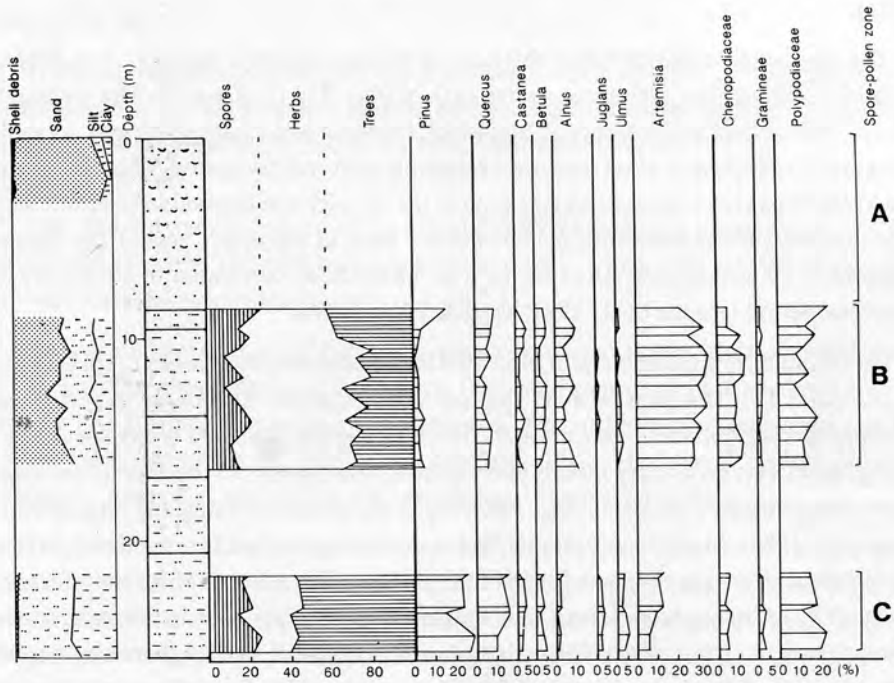 Shell debris
Sand
Silt
Clay
Depth (m)
Spores
Herbs
Trees
Pinus
Quercus
Castanea
Betula
Alnus
Juglans
Ulmus
Artemisia
Chenopodiaceae
Gramineae
Polypodiaceae
Spore-pollen zone
0
A
10
B
20
C
0 20 40 60 80 0 10 20 0 10 0 5 0 5 0 10 0 5 0 5 0 10 20 30 0 10 0 5 0 10 20 (%)